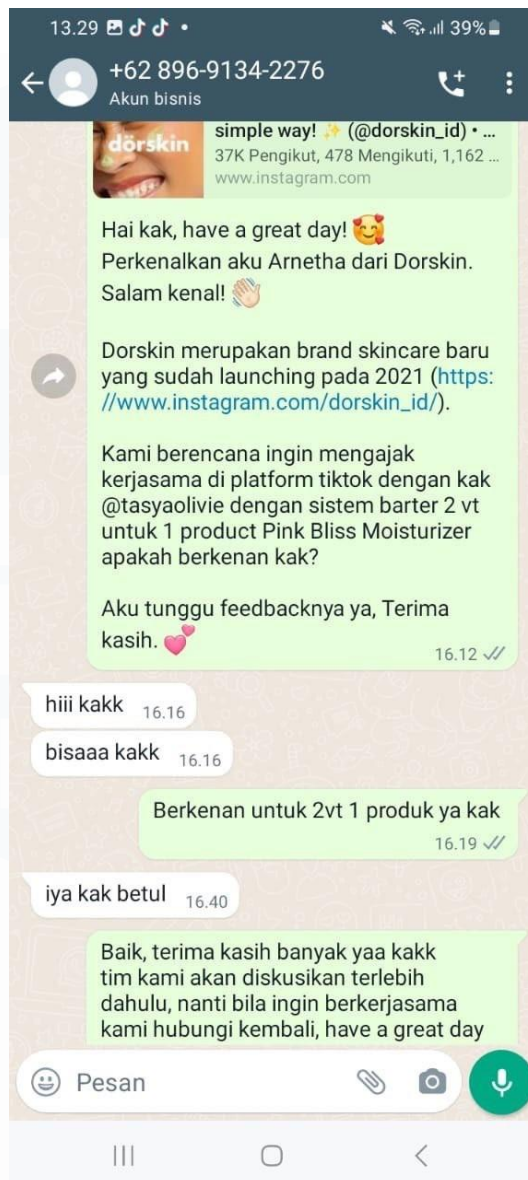 13.29
39%
+62 896-9134-2276
Akun bisnis
dörskin
simple way! ✨ (@dorskin_id) • ...
37K Pengikut, 478 Mengikuti, 1,162 ...
www.instagram.com
Hai kak, have a great day! 🥰
Perkenalkan aku Arnetha dari Dorskin.
Salam kenal! 👋🏻
Dorskin merupakan brand skincare baru
yang sudah launching pada 2021 (https:
//www.instagram.com/dorskin_id/).
Kami berencana ingin mengajak
kerjasama di platform tiktok dengan kak
@tasyaolivie dengan sistem barter 2 vt
untuk 1 product Pink Bliss Moisturizer
apakah berkenan kak?
Aku tunggu feedbacknya ya, Terima
kasih. 💕
16.12
hiii kakk 16.16
bisaaa kakk 16.16
Berkenan untuk 2vt 1 produk ya kak
16.19
iya kak betul 16.40
Baik, terima kasih banyak yaa kakk
tim kami akan diskusikan terlebih
dahulu, nanti bila ingin berkerjasama
kami hubungi kembali, have a great day
Pesan